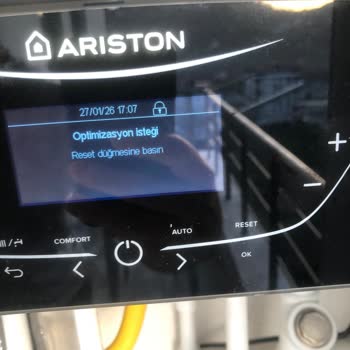 ARISTON
27/01/26 17:07
Optimizasyon isteği
Reset düğmesine basın
COMFORT
AUTO
RESET
OK